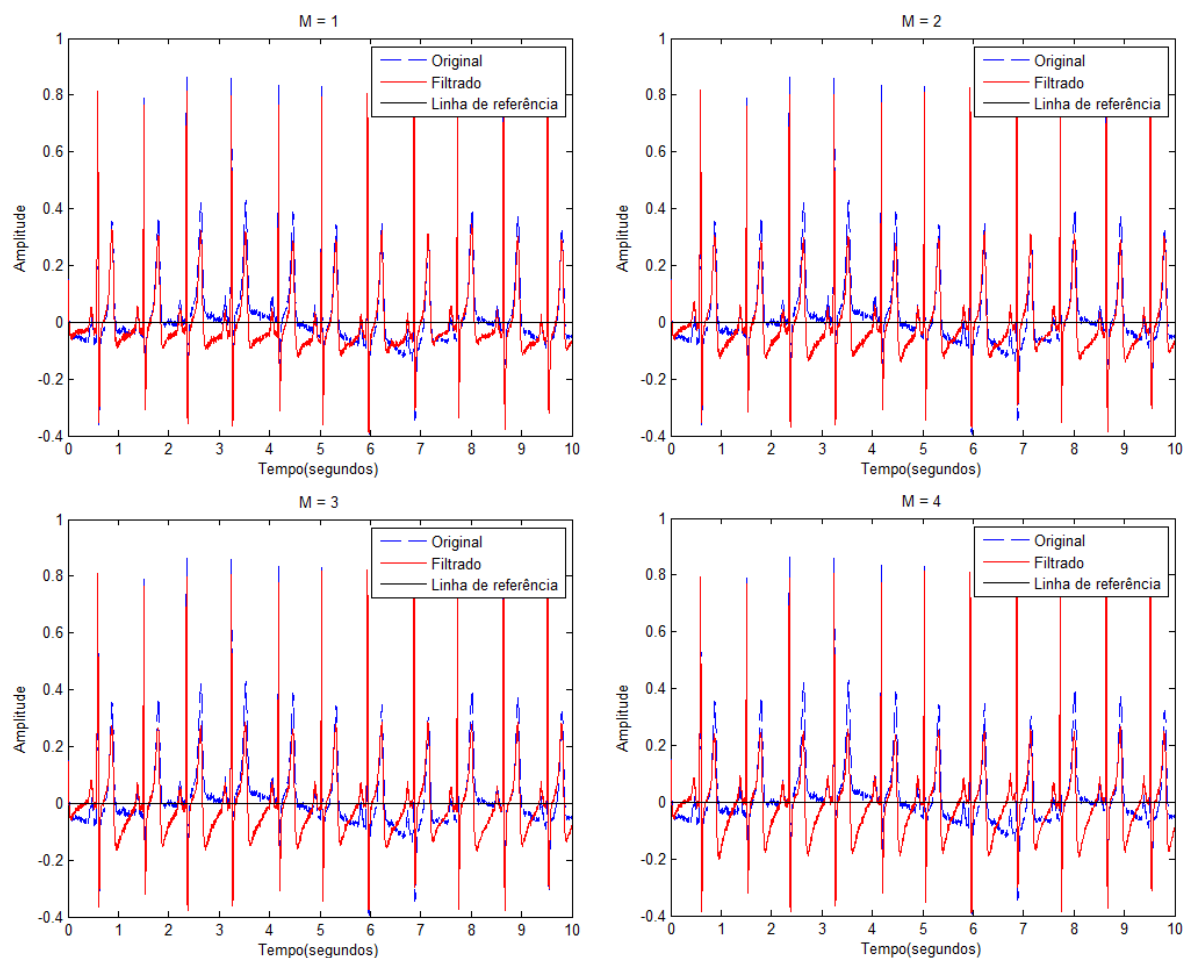 M = 1
1
0.8
0.6
0.4
0.2
0
-0.2
-0.4
Amplitude
Original
Filtrado
Linha de referência
0 1 2 3 4 5 6 7 8 9 10
Tempo(segundos)
M = 2
1
0.8
0.6
0.4
0.2
0
-0.2
-0.4
Amplitude
Original
Filtrado
Linha de referência
0 1 2 3 4 5 6 7 8 9 10
Tempo(segundos)
M = 3
1
0.8
0.6
0.4
0.2
0
-0.2
-0.4
Amplitude
Original
Filtrado
Linha de referência
0 1 2 3 4 5 6 7 8 9 10
Tempo(segundos)
M = 4
1
0.8
0.6
0.4
0.2
0
-0.2
-0.4
Amplitude
Original
Filtrado
Linha de referência
0 1 2 3 4 5 6 7 8 9 10
Tempo(segundos)